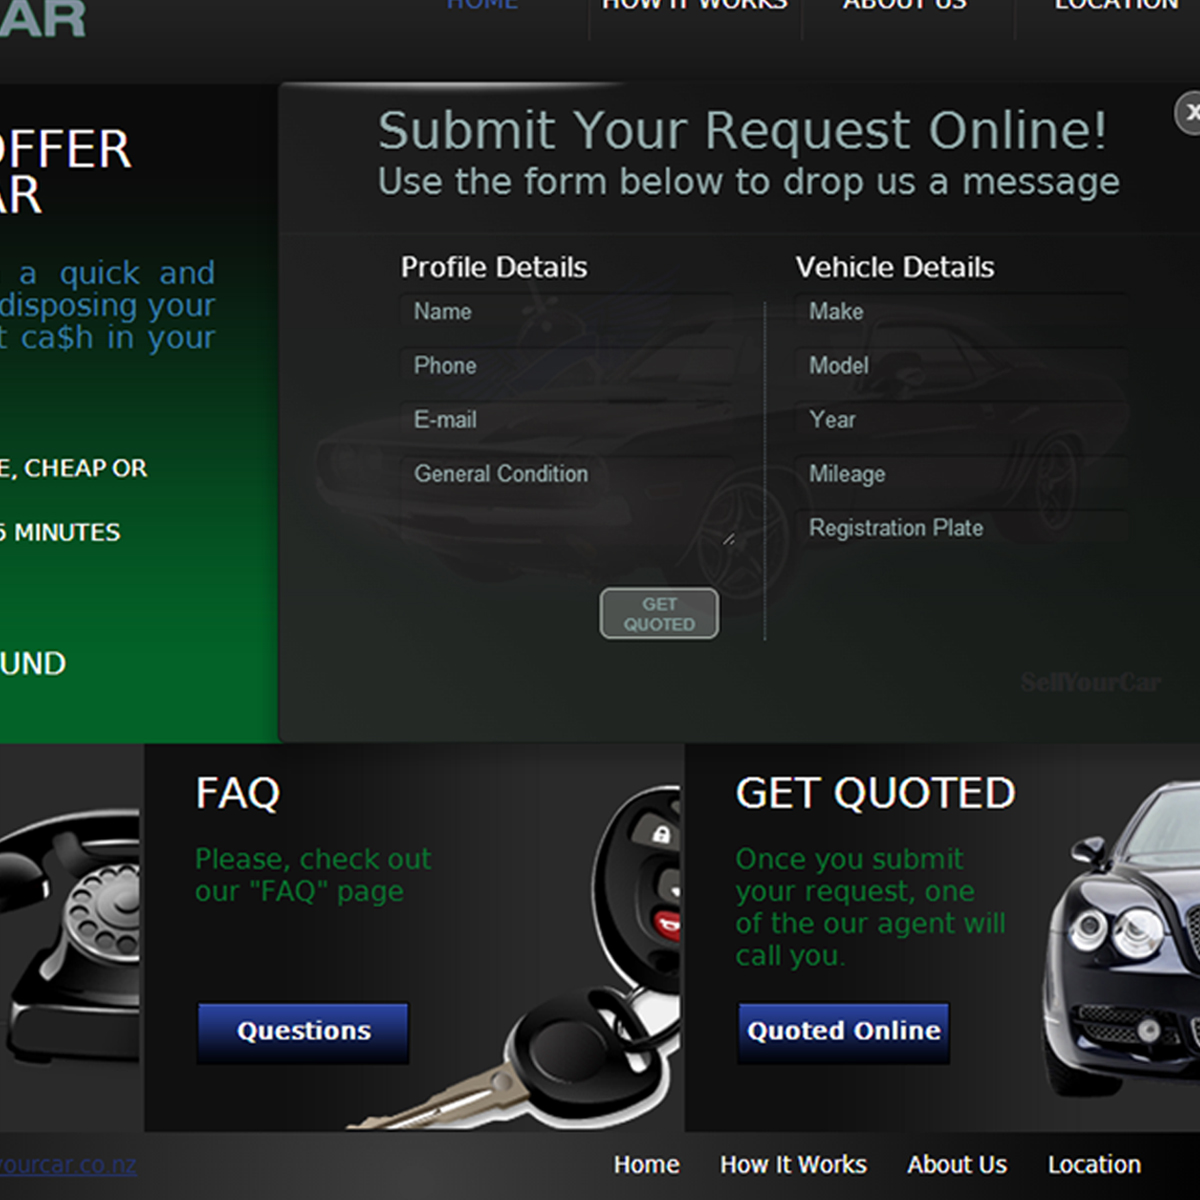 AR
HOME
HOW IT WORKS
ABOUT US
LOCATION
OFFER
AR
a quick and
disposing your
t ca$h in your
E, CHEAP OR
5 MINUTES
UND
X
Submit Your Request Online!
Use the form below to drop us a message
Profile Details
Name
Phone
E-mail
General Condition
GET
QUOTED
Vehicle Details
Make
Model
Year
Mileage
Registration Plate
SellYourCar
FAQ
Please, check out
our "FAQ" page
Questions
GET QUOTED
Once you submit
your request, one
of the our agent will
call you.
Quoted Online
yourcar.co.nz
Home
How It Works
About Us
Location